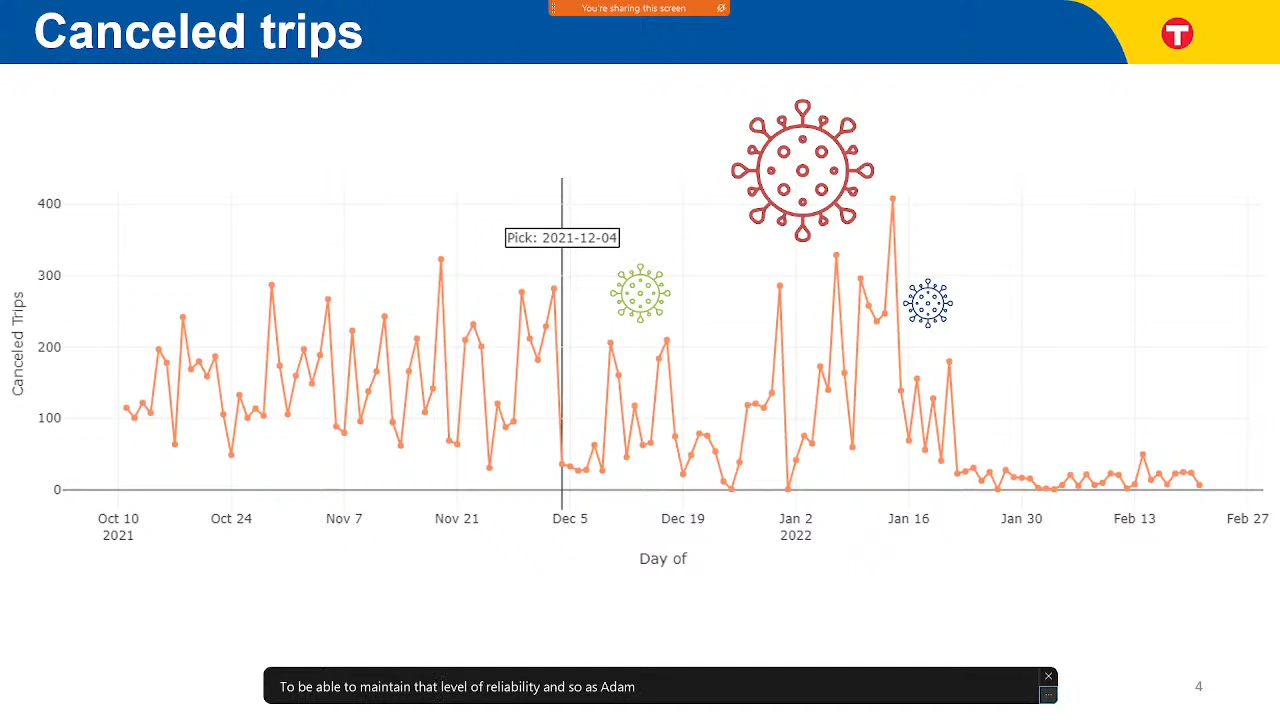 You're sharing this screen
Canceled trips
T
Pick: 2021-12-04
Canceled Trips
400
300
200
100
0
Oct 10
2021
Oct 24
Nov 7
Nov 21
Dec 5
Dec 19
Jan 2
2022
Jan 16
Jan 30
Feb 13
Feb 27
Day of
To be able to maintain that level of reliability and so as Adam
4